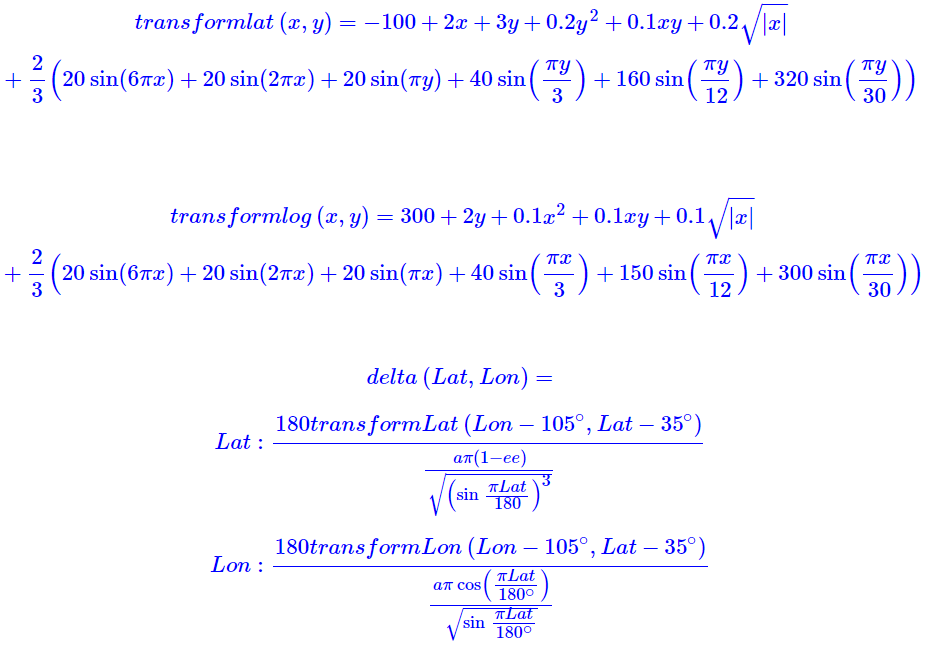 transformlat (x, y) = −100 + 2x + 3y + 0.2y² + 0.1xy + 0.2√|x|
+ 2/3 (20 sin(6πx) + 20 sin(2πx) + 20 sin(πy) + 40 sin(πy/3) + 160 sin(πy/12) + 320 sin(πy/30))
transformlog (x, y) = 300 + 2y + 0.1x² + 0.1xy + 0.1√|x|
+ 2/3 (20 sin(6πx) + 20 sin(2πx) + 20 sin(πx) + 40 sin(πx/3) + 150 sin(πx/12) + 300 sin(πx/30))
delta (Lat, Lon) =
Lat : 180transformLat (Lon − 105°, Lat − 35°) / (aπ(1−ee) / √(sin πLat/180)³)
Lon : 180transformLon (Lon − 105°, Lat − 35°) / (aπ cos(πLat/180°) / √(sin πLat/180°))